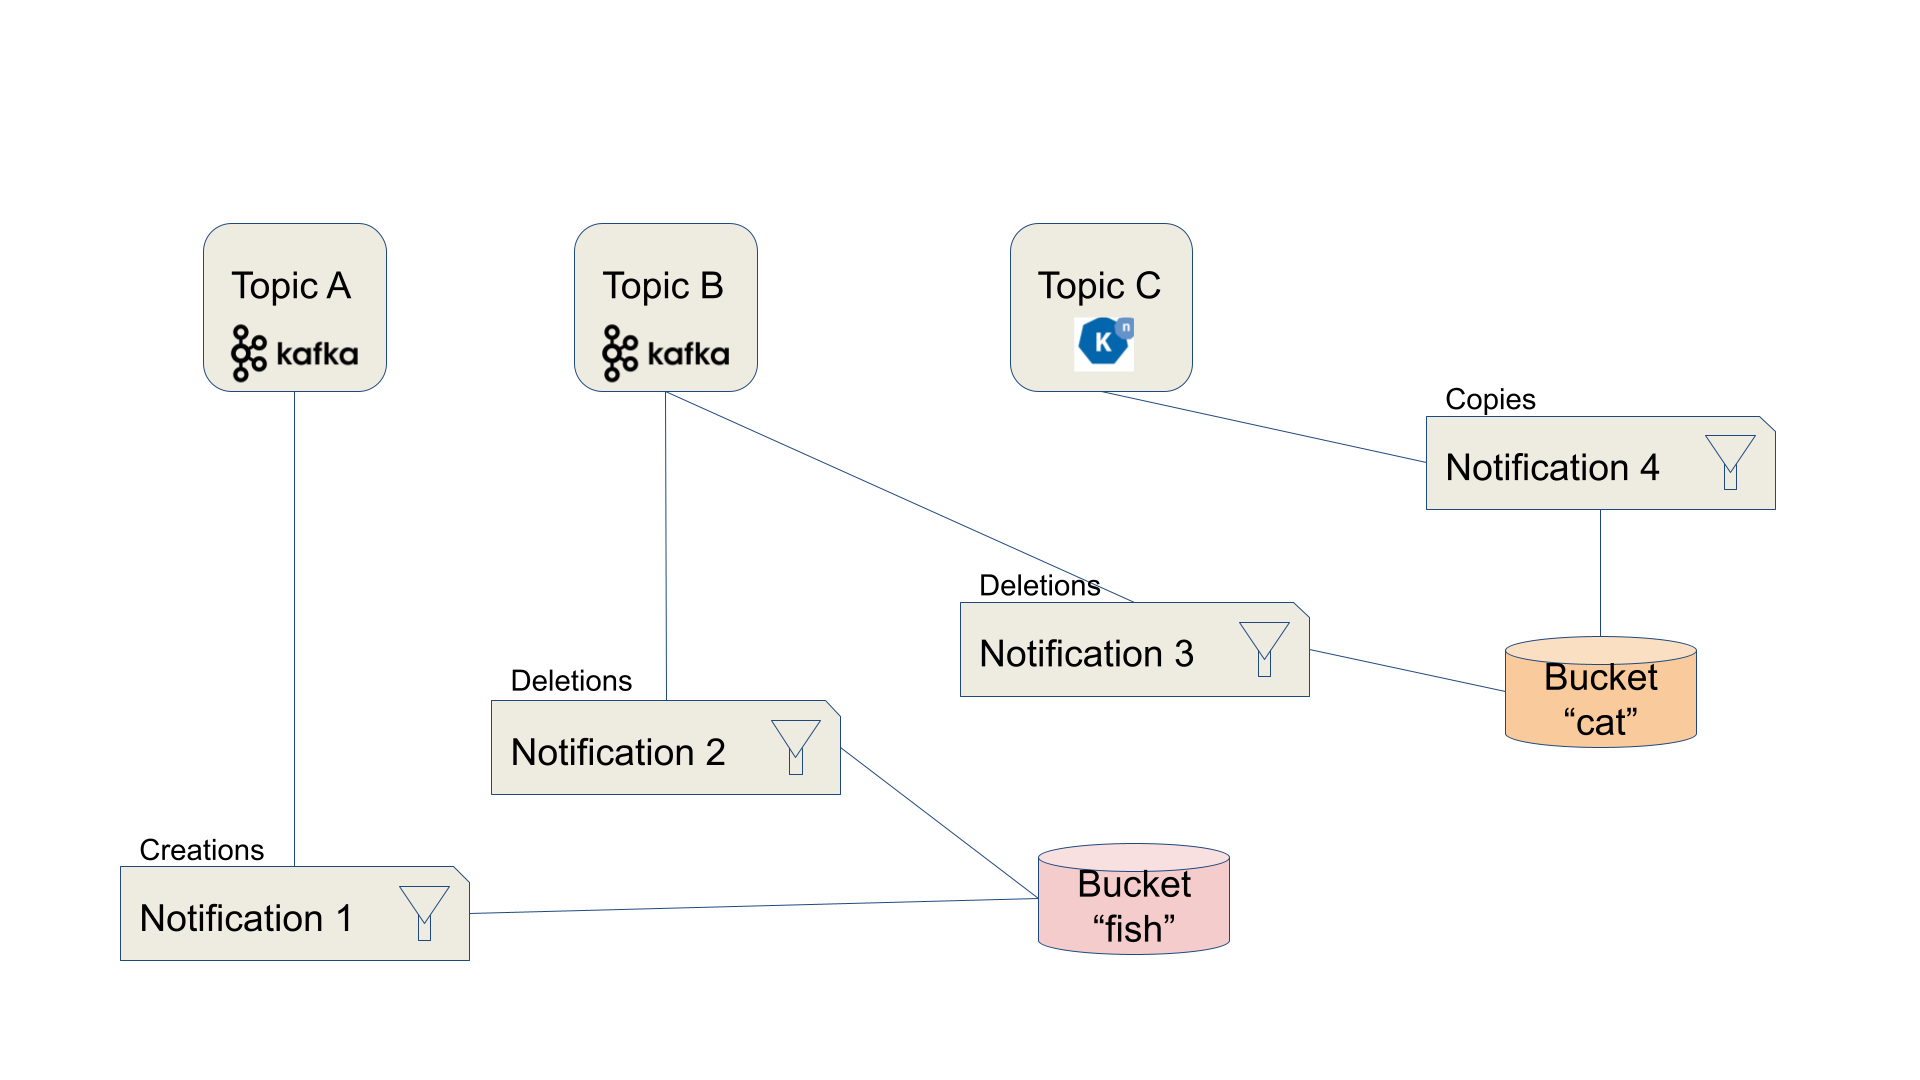 Topic A
kafka
Topic B
kafka
Topic C
K
n
Copies
Notification 4
Deletions
Notification 3
Bucket
“cat”
Deletions
Notification 2
Creations
Notification 1
Bucket
“fish”